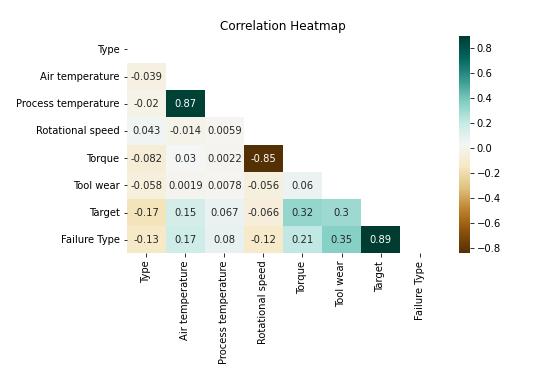 Correlation Heatmap
Type
Air temperature -0.039
Process temperature -0.02 0.87
Rotational speed 0.043 -0.014 0.0059
Torque -0.082 0.03 0.0022 -0.85
Tool wear -0.058 0.0019 0.0078 -0.056 0.06
Target -0.17 0.15 0.067 -0.066 0.32 0.3
Failure Type -0.13 0.17 0.08 -0.12 0.21 0.35 0.89
Type Air temperature Process temperature Rotational speed Torque Tool wear Target Failure Type
0.8
0.6
0.4
0.2
0.0
−0.2
−0.4
−0.6
−0.8